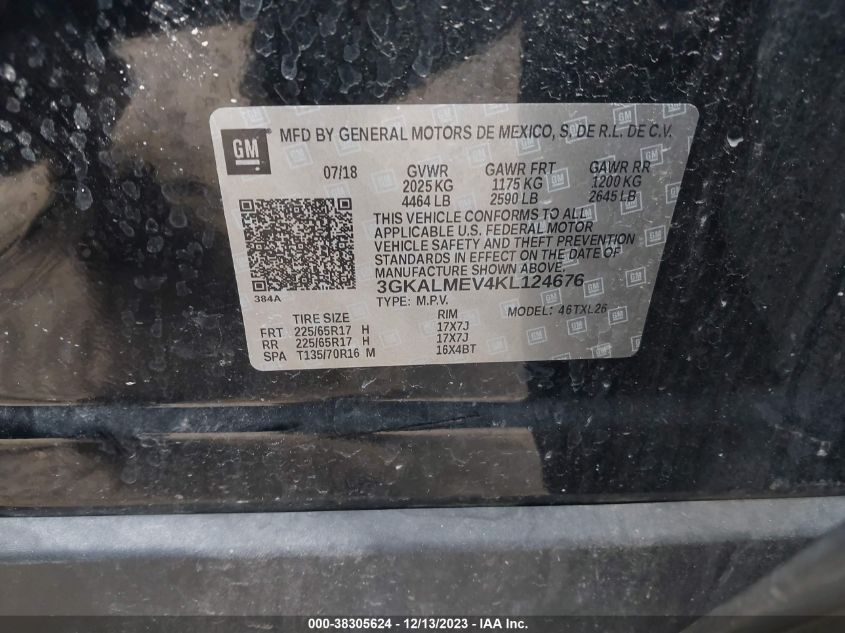 GM MFD BY GENERAL MOTORS DE MEXICO, S. DE R.L. DE C.V.
07/18 GVWR GAWR FRT GAWR RR
2025 KG 1175 KG 1200 KG
4464 LB 2590 LB 2645 LB
THIS VEHICLE CONFORMS TO ALL
APPLICABLE U.S. FEDERAL MOTOR
VEHICLE SAFETY AND THEFT PREVENTION
STANDARDS IN EFFECT ON THE DATE OF
MANUFACTURE SHOWN ABOVE.
384A 3GKALMEV4KL124676
TYPE: M.P.V. MODEL: 46TXL26
TIRE SIZE RIM
FRT 225/65R17 H 17X7J
RR 225/65R17 H 17X7J
SPA T135/70R16 M 16X4BT
000-38305624 - 12/13/2023 - IAA Inc.